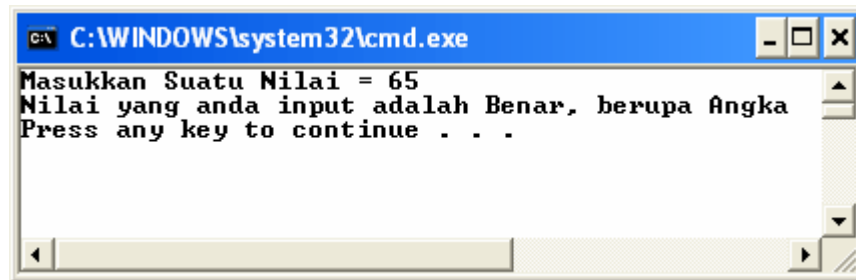 C:\WINDOWS\system32\cmd.exe
Masukkan Suatu Nilai = 65
Nilai yang anda input adalah Benar, berupa Angka
Press any key to continue . . .